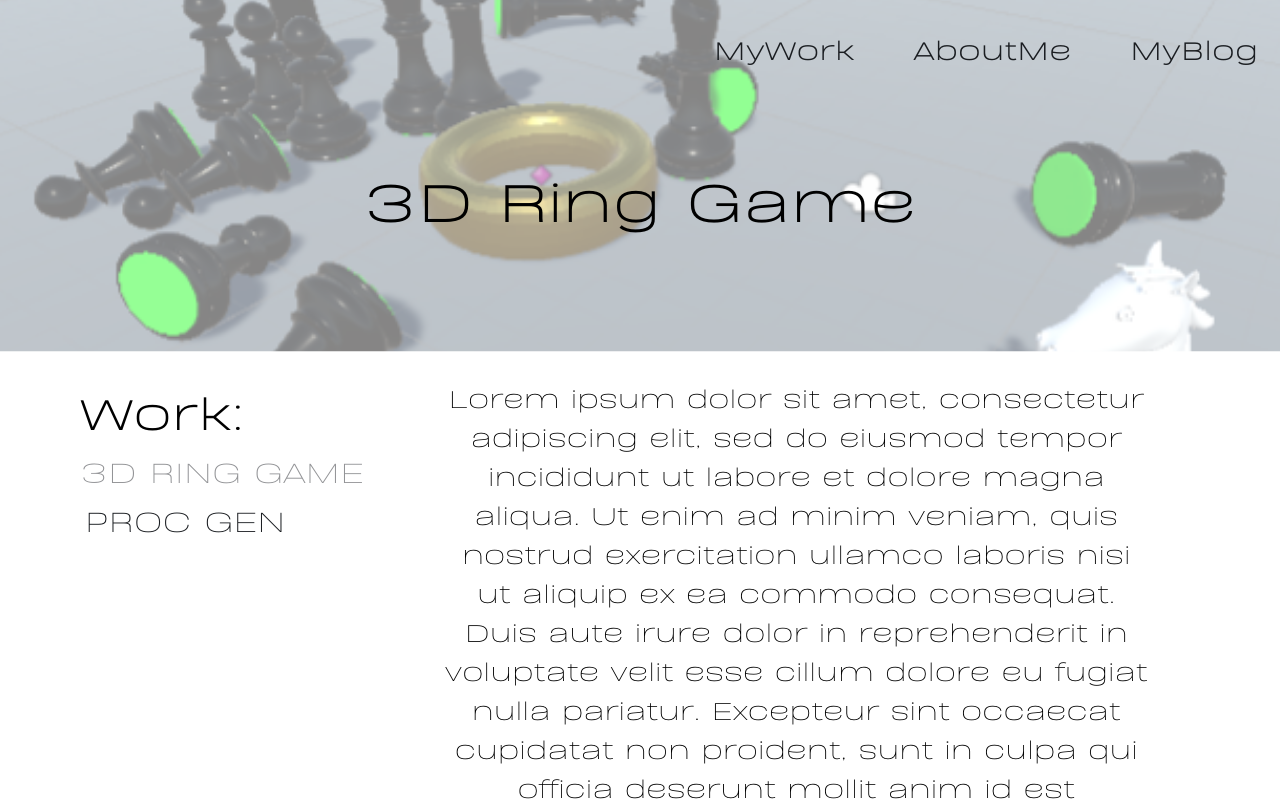 MyWork AboutMe MyBlog
3D Ring Game
Work:
3D RING GAME
PROC GEN
Lorem ipsum dolor sit amet, consectetur
adipiscing elit, sed do eiusmod tempor
incididunt ut labore et dolore magna
aliqua. Ut enim ad minim veniam, quis
nostrud exercitation ullamco laboris nisi
ut aliquip ex ea commodo consequat.
Duis aute irure dolor in reprehenderit in
voluptate velit esse cillum dolore eu fugiat
nulla pariatur. Excepteur sint occaecat
cupidatat non proident, sunt in culpa qui
officia deserunt mollit anim id est